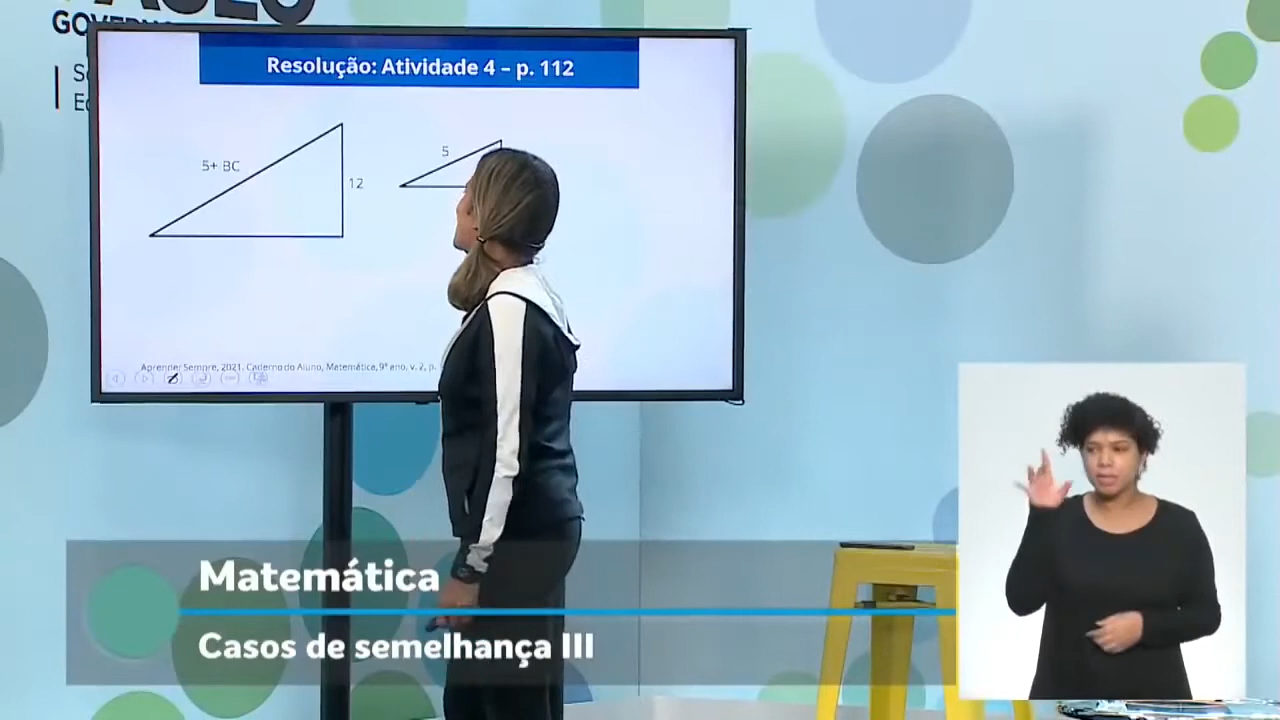 GOVERNO
Resolução: Atividade 4 – p. 112
5+ BC
12
5
Aprender Sempre, 2021. Caderno do Aluno, Matemática, 9º ano, v. 2, p.
Matemática
Casos de semelhança III